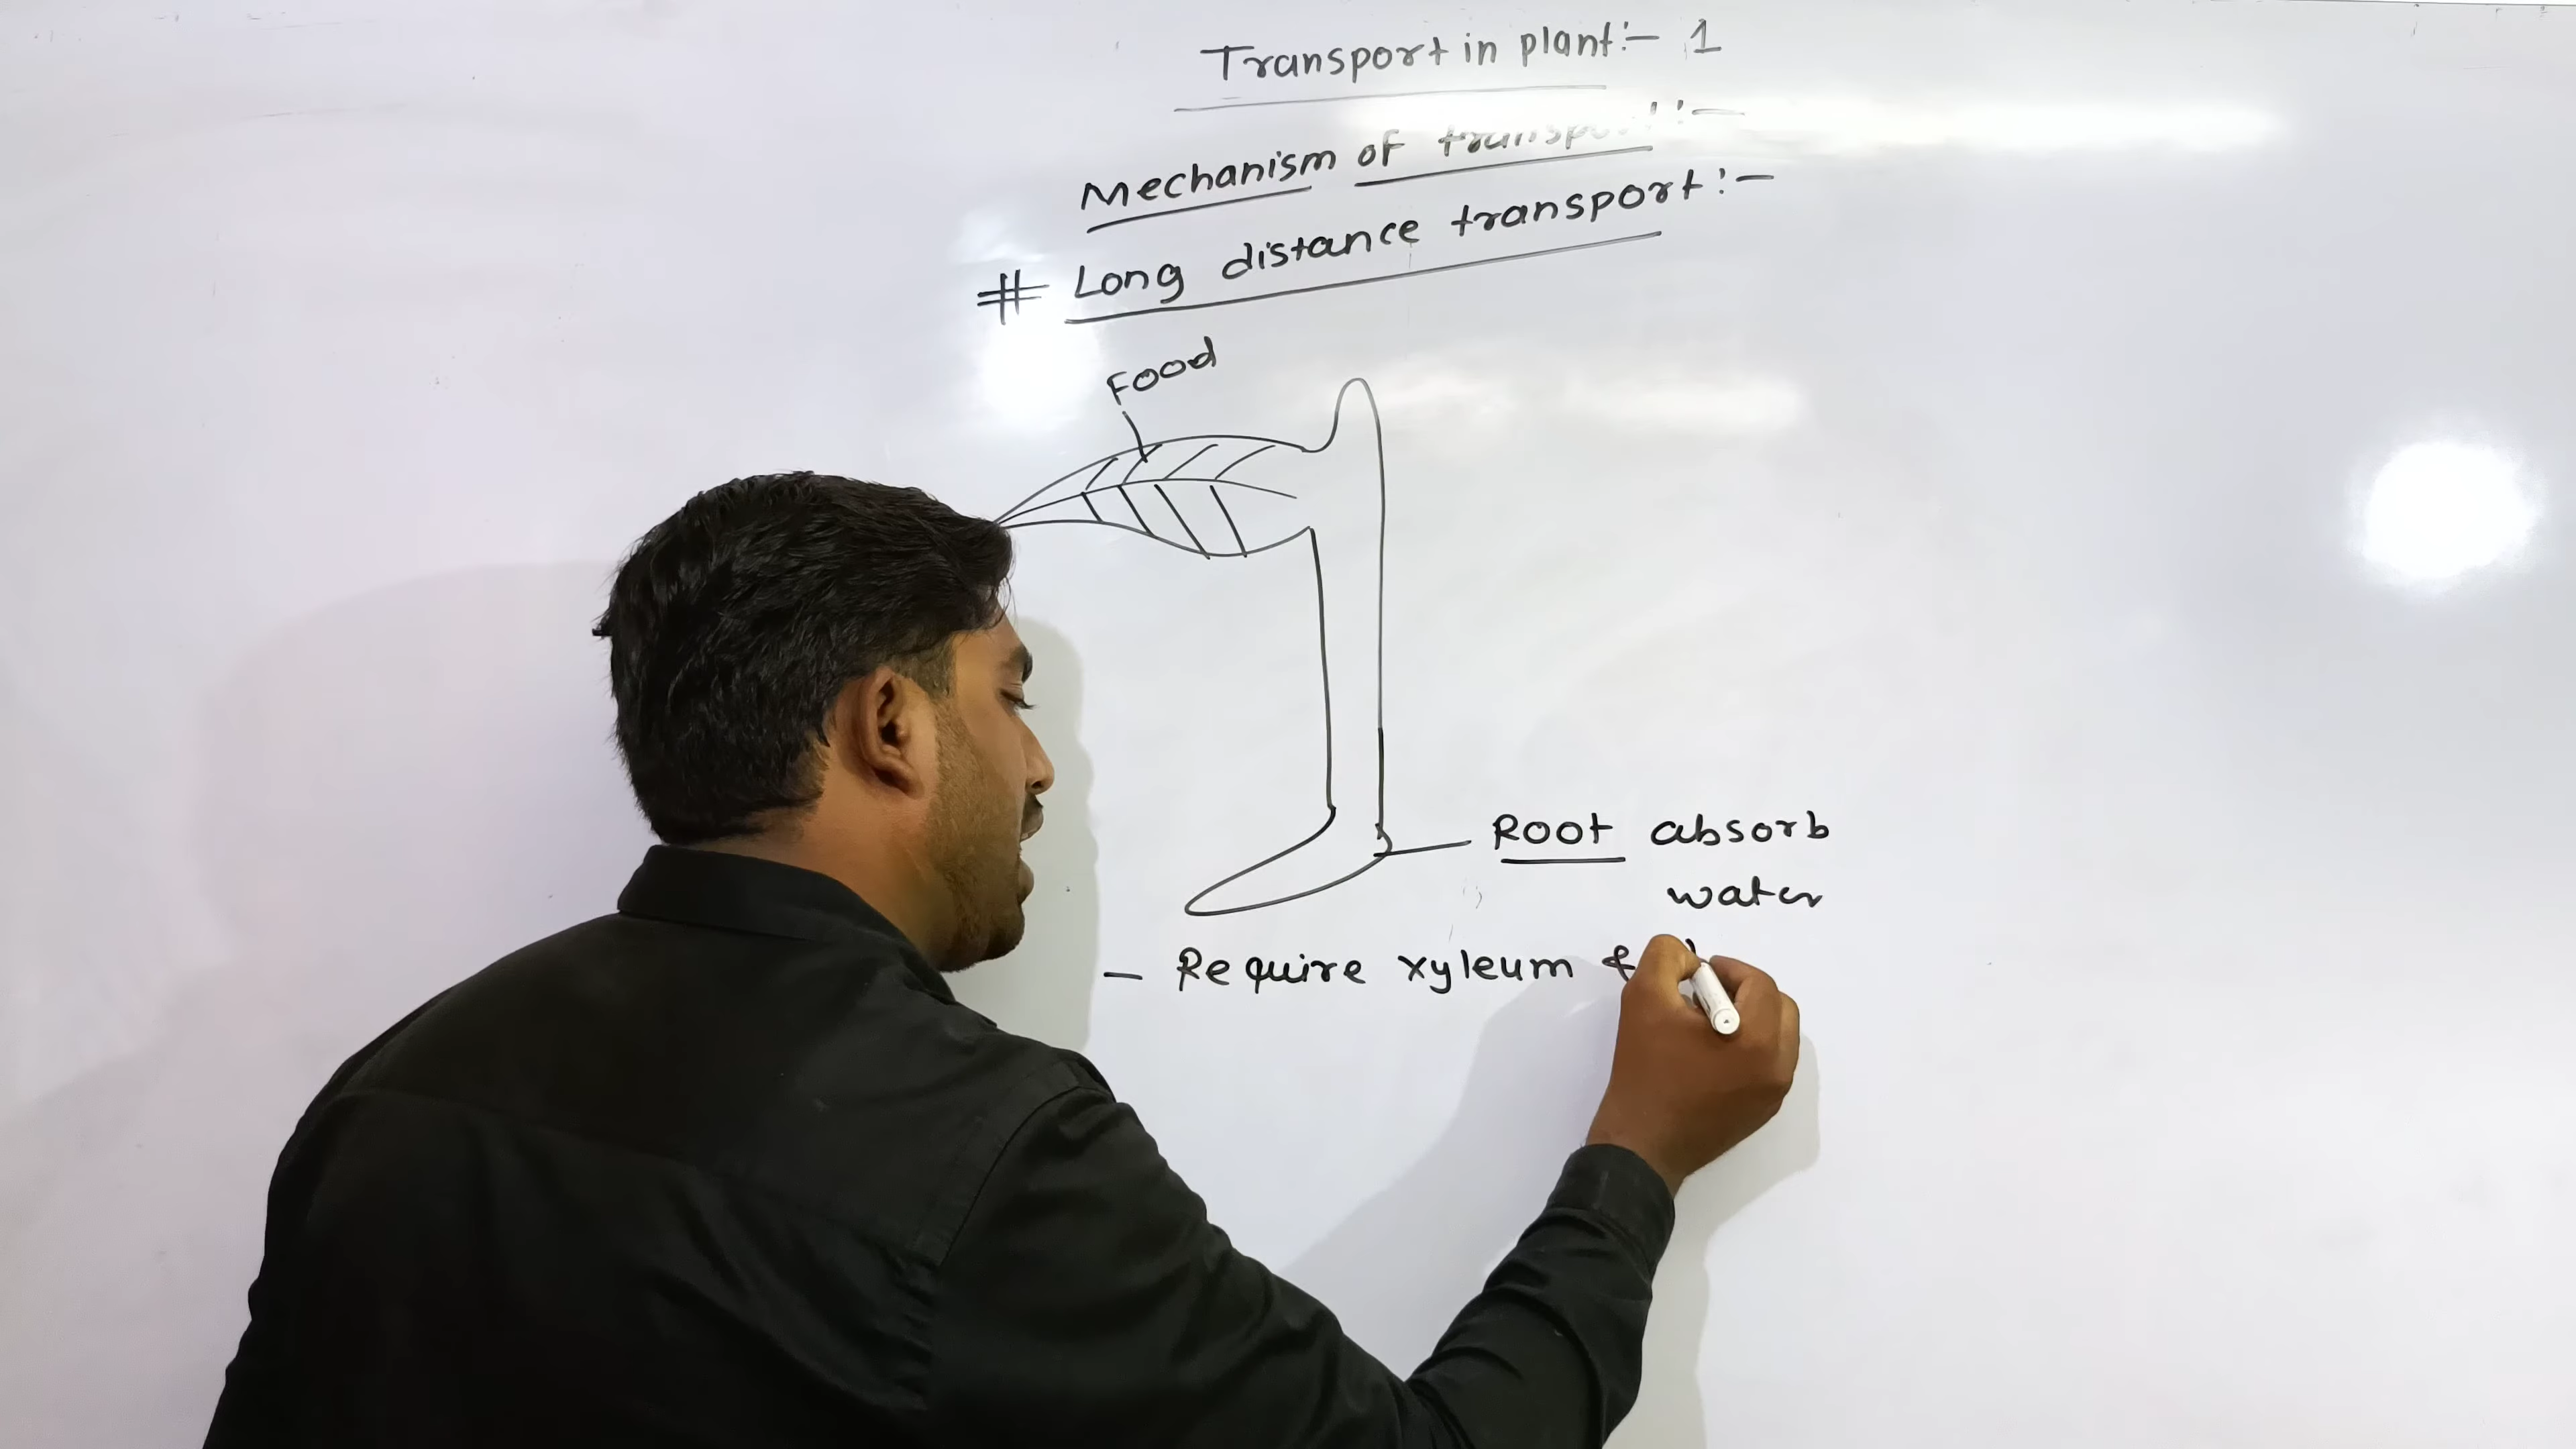 Transport in plant:- 1
Mechanism of transport:-
# Long distance transport:-
Food
Root absorb
water
- Require xyleum &